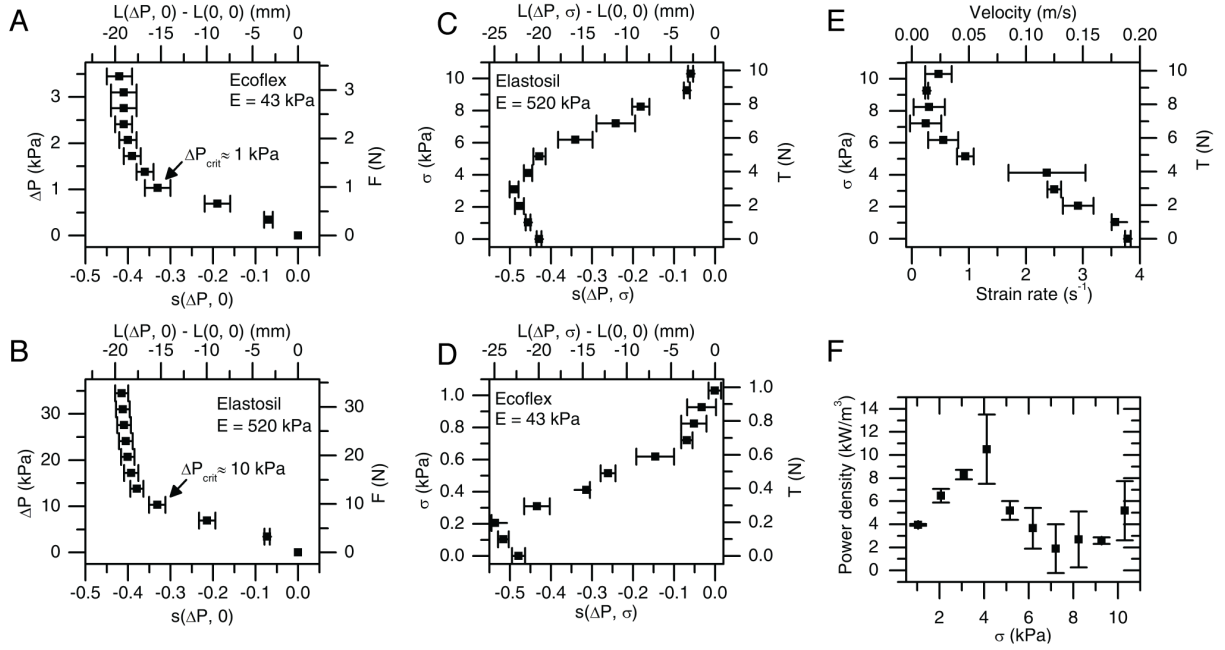 A
L(ΔP, 0) - L(0, 0) (mm)
-20 -15 -10 -5 0
Ecoflex
E = 43 kPa
ΔP_crit ≈ 1 kPa
ΔP (kPa)
3
2
1
0
F (N)
3
2
1
0
-0.5 -0.4 -0.3 -0.2 -0.1 0.0
s(ΔP, 0)
B
L(ΔP, 0) - L(0, 0) (mm)
-20 -15 -10 -5 0
Elastosil
E = 520 kPa
ΔP_crit ≈ 10 kPa
ΔP (kPa)
30
20
10
0
F (N)
30
20
10
0
-0.5 -0.4 -0.3 -0.2 -0.1 0.0
s(ΔP, 0)
C
L(ΔP, σ) - L(0, 0) (mm)
-25 -20 -15 -10 -5 0
Elastosil
E = 520 kPa
σ (kPa)
10
8
6
4
2
0
T (N)
10
8
6
4
2
0
-0.5 -0.4 -0.3 -0.2 -0.1 0.0
s(ΔP, σ)
D
L(ΔP, σ) - L(0, 0) (mm)
-25 -20 -15 -10 -5 0
Ecoflex
E = 43 kPa
σ (kPa)
1.0
0.8
0.6
0.4
0.2
0.0
T (N)
1.0
0.8
0.6
0.4
0.2
0.0
-0.5 -0.4 -0.3 -0.2 -0.1 0.0
s(ΔP, σ)
E
Velocity (m/s)
0.00 0.05 0.10 0.15 0.20
σ (kPa)
10
8
6
4
2
0
T (N)
10
8
6
4
2
0
0 1 2 3 4
Strain rate (s⁻¹)
F
Power density (kW/m³)
14
12
10
8
6
4
2
0
2 4 6 8 10
σ (kPa)